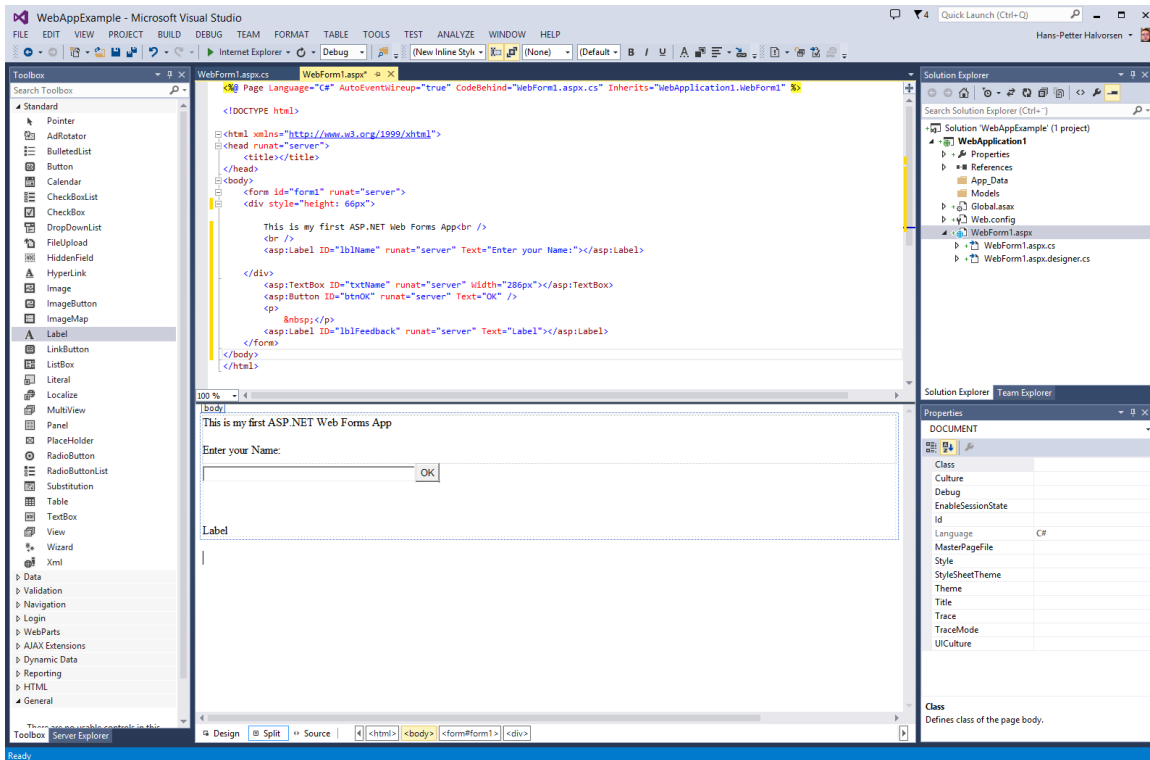 WebAppExample - Microsoft Visual Studio
4 Quick Launch (Ctrl+Q)
FILE EDIT VIEW PROJECT BUILD DEBUG TEAM FORMAT TABLE TOOLS TEST ANALYZE WINDOW HELP
Hans-Petter Halvorsen
Internet Explorer Debug (New Inline Style (None) (Default B I U A
Toolbox
Search Toolbox
Standard
Pointer
AdRotator
BulletedList
Button
Calendar
CheckBoxList
CheckBox
DropDownList
FileUpload
HiddenField
HyperLink
Image
ImageButton
ImageMap
Label
LinkButton
ListBox
Literal
Localize
MultiView
Panel
PlaceHolder
RadioButton
RadioButtonList
Substitution
Table
TextBox
View
Wizard
Xml
Data
Validation
Navigation
Login
WebParts
AJAX Extensions
Dynamic Data
Reporting
HTML
General
There are no usable controls in this
Toolbox Server Explorer
WebForm1.aspx.cs WebForm1.aspx*
<%@ Page Language="C#" AutoEventWireup="true" CodeBehind="WebForm1.aspx.cs" Inherits="WebApplication1.WebForm1" %>
<!DOCTYPE html>
<html xmlns="http://www.w3.org/1999/xhtml">
<head runat="server">
<title></title>
</head>
<body>
<form id="form1" runat="server">
<div style="height: 66px">
This is my first ASP.NET Web Forms App<br />
<br />
<asp:Label ID="lblName" runat="server" Text="Enter your Name:"></asp:Label>
</div>
<asp:TextBox ID="txtName" runat="server" Width="286px"></asp:TextBox>
<asp:Button ID="btnOK" runat="server" Text="OK" />
<p>
&nbsp;</p>
<asp:Label ID="lblFeedback" runat="server" Text="Label"></asp:Label>
</form>
</body>
</html>
100 %
body
This is my first ASP.NET Web Forms App
Enter your Name:
OK
Label
Design Split Source <html> <body> <form#form1> <div>
Solution Explorer
Search Solution Explorer (Ctrl+¨)
Solution 'WebAppExample' (1 project)
WebApplication1
Properties
References
App_Data
Models
Global.asax
Web.config
WebForm1.aspx
WebForm1.aspx.cs
WebForm1.aspx.designer.cs
Solution Explorer Team Explorer
Properties
DOCUMENT
Class
Culture
Debug
EnableSessionState
Id
Language C#
MasterPageFile
Style
StyleSheetTheme
Theme
Title
Trace
TraceMode
UICulture
Class
Defines class of the page body.
Ready